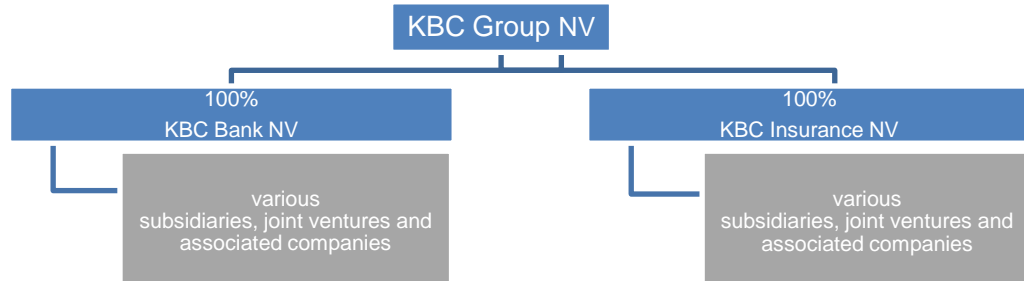 KBC Group NV
100%
KBC Bank NV
100%
KBC Insurance NV
various
subsidiaries, joint ventures and
associated companies
various
subsidiaries, joint ventures and
associated companies